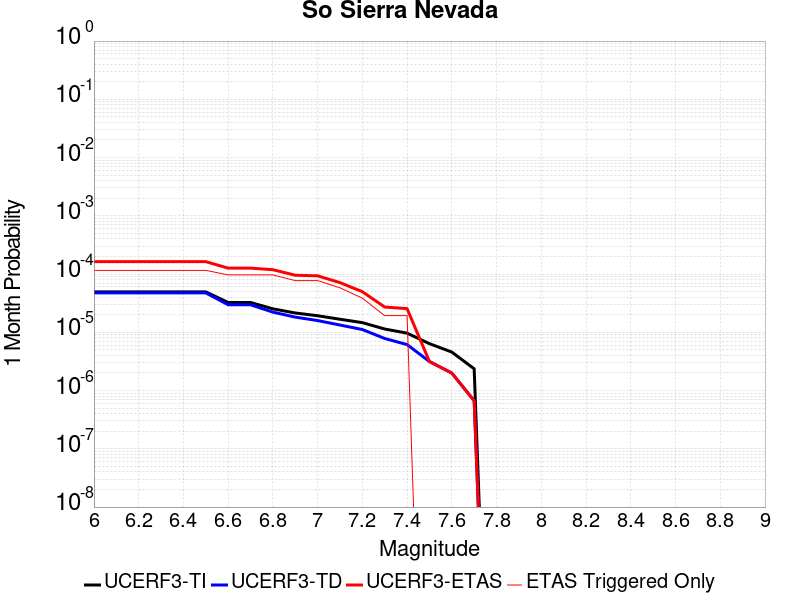 So Sierra Nevada
10^0
10^-1
10^-2
10^-3
10^-4
10^-5
10^-6
10^-7
10^-8
1 Month Probability
6 6.2 6.4 6.6 6.8 7 7.2 7.4 7.6 7.8 8 8.2 8.4 8.6 8.8 9
Magnitude
UCERF3-TI UCERF3-TD UCERF3-ETAS ETAS Triggered Only